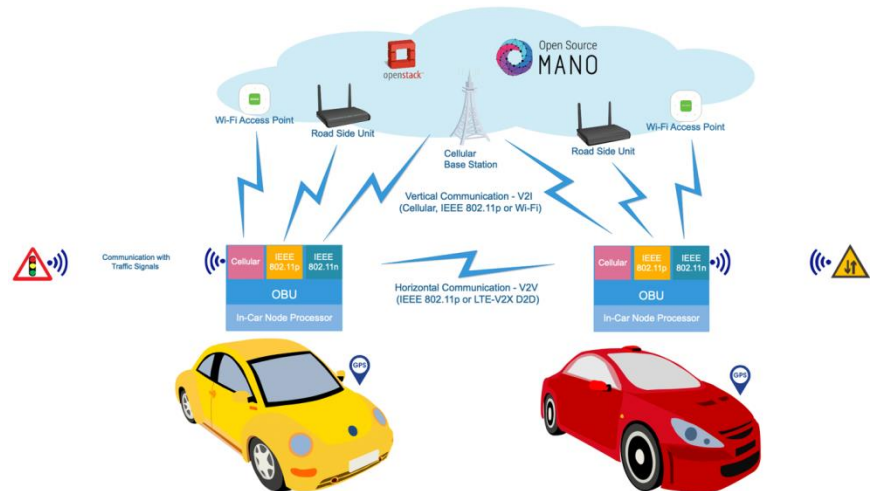 openstack
Open Source
MANO
Wi-Fi Access Point
Road Side Unit
Cellular
Base Station
Road Side Unit
Wi-Fi Access Point
Vertical Communication - V2I
(Cellular, IEEE 802.11p or Wi-Fi)
Communication with
Traffic Signals
Cellular
IEEE
802.11p
IEEE
802.11n
OBU
In-Car Node Processor
Horizontal Communication - V2V
(IEEE 802.11p or LTE-V2X D2D)
Cellular
IEEE
802.11p
IEEE
802.11n
OBU
In-Car Node Processor
GPS
GPS